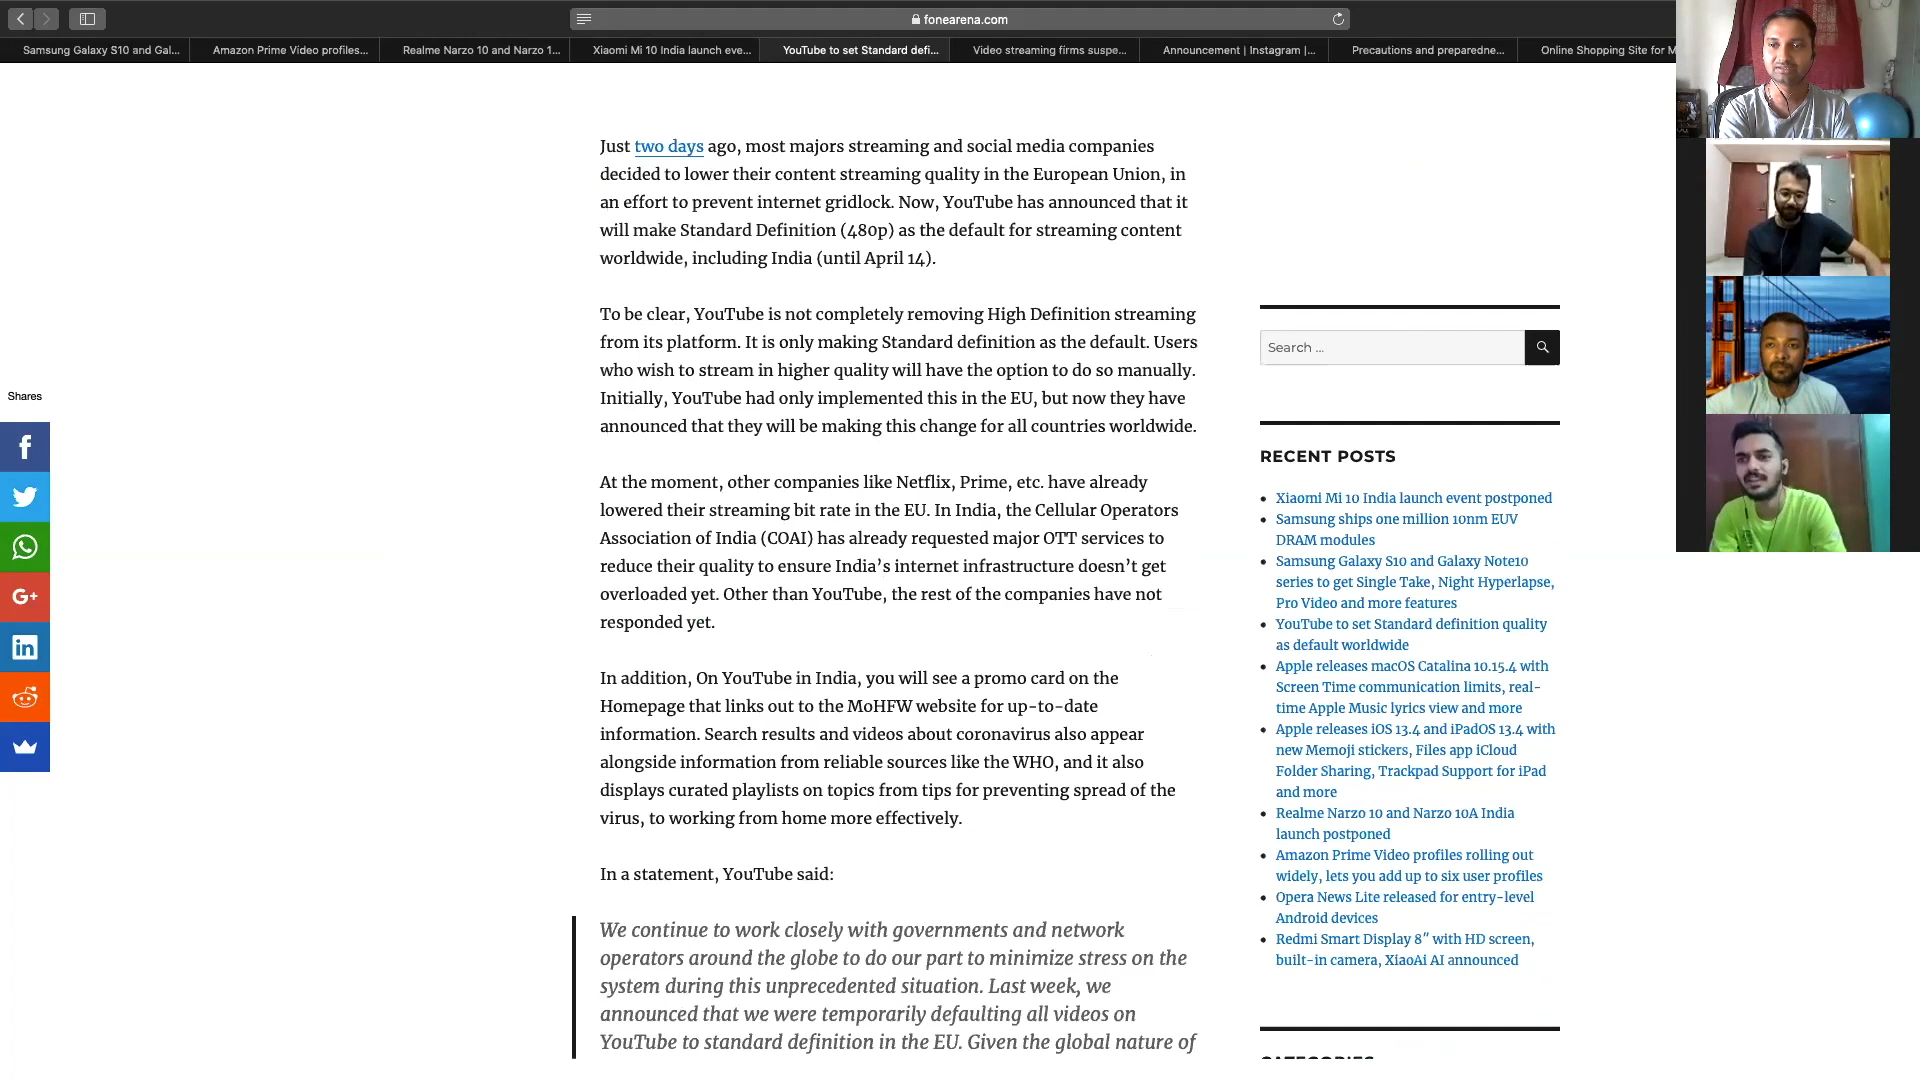 fonearena.com
Samsung Galaxy S10 and Gal...
Amazon Prime Video profiles...
Realme Narzo 10 and Narzo 1...
Xiaomi Mi 10 India launch eve...
YouTube to set Standard defi...
Video streaming firms suspe...
Announcement | Instagram |...
Precautions and preparedne...
Online Shopping Site for M
Just two days ago, most majors streaming and social media companies
decided to lower their content streaming quality in the European Union, in
an effort to prevent internet gridlock. Now, YouTube has announced that it
will make Standard Definition (480p) as the default for streaming content
worldwide, including India (until April 14).
To be clear, YouTube is not completely removing High Definition streaming
from its platform. It is only making Standard definition as the default. Users
who wish to stream in higher quality will have the option to do so manually.
Initially, YouTube had only implemented this in the EU, but now they have
announced that they will be making this change for all countries worldwide.
At the moment, other companies like Netflix, Prime, etc. have already
lowered their streaming bit rate in the EU. In India, the Cellular Operators
Association of India (COAI) has already requested major OTT services to
reduce their quality to ensure India’s internet infrastructure doesn’t get
overloaded yet. Other than YouTube, the rest of the companies have not
responded yet.
In addition, On YouTube in India, you will see a promo card on the
Homepage that links out to the MoHFW website for up-to-date
information. Search results and videos about coronavirus also appear
alongside information from reliable sources like the WHO, and it also
displays curated playlists on topics from tips for preventing spread of the
virus, to working from home more effectively.
In a statement, YouTube said:
We continue to work closely with governments and network
operators around the globe to do our part to minimize stress on the
system during this unprecedented situation. Last week, we
announced that we were temporarily defaulting all videos on
YouTube to standard definition in the EU. Given the global nature of
Shares
f
G+
in
Search ...
RECENT POSTS
Xiaomi Mi 10 India launch event postponed
Samsung ships one million 10nm EUV
DRAM modules
Samsung Galaxy S10 and Galaxy Note10
series to get Single Take, Night Hyperlapse,
Pro Video and more features
YouTube to set Standard definition quality
as default worldwide
Apple releases macOS Catalina 10.15.4 with
Screen Time communication limits, real-
time Apple Music lyrics view and more
Apple releases iOS 13.4 and iPadOS 13.4 with
new Memoji stickers, Files app iCloud
Folder Sharing, Trackpad Support for iPad
and more
Realme Narzo 10 and Narzo 10A India
launch postponed
Amazon Prime Video profiles rolling out
widely, lets you add up to six user profiles
Opera News Lite released for entry-level
Android devices
Redmi Smart Display 8″ with HD screen,
built-in camera, XiaoAi AI announced
CATEGORIES